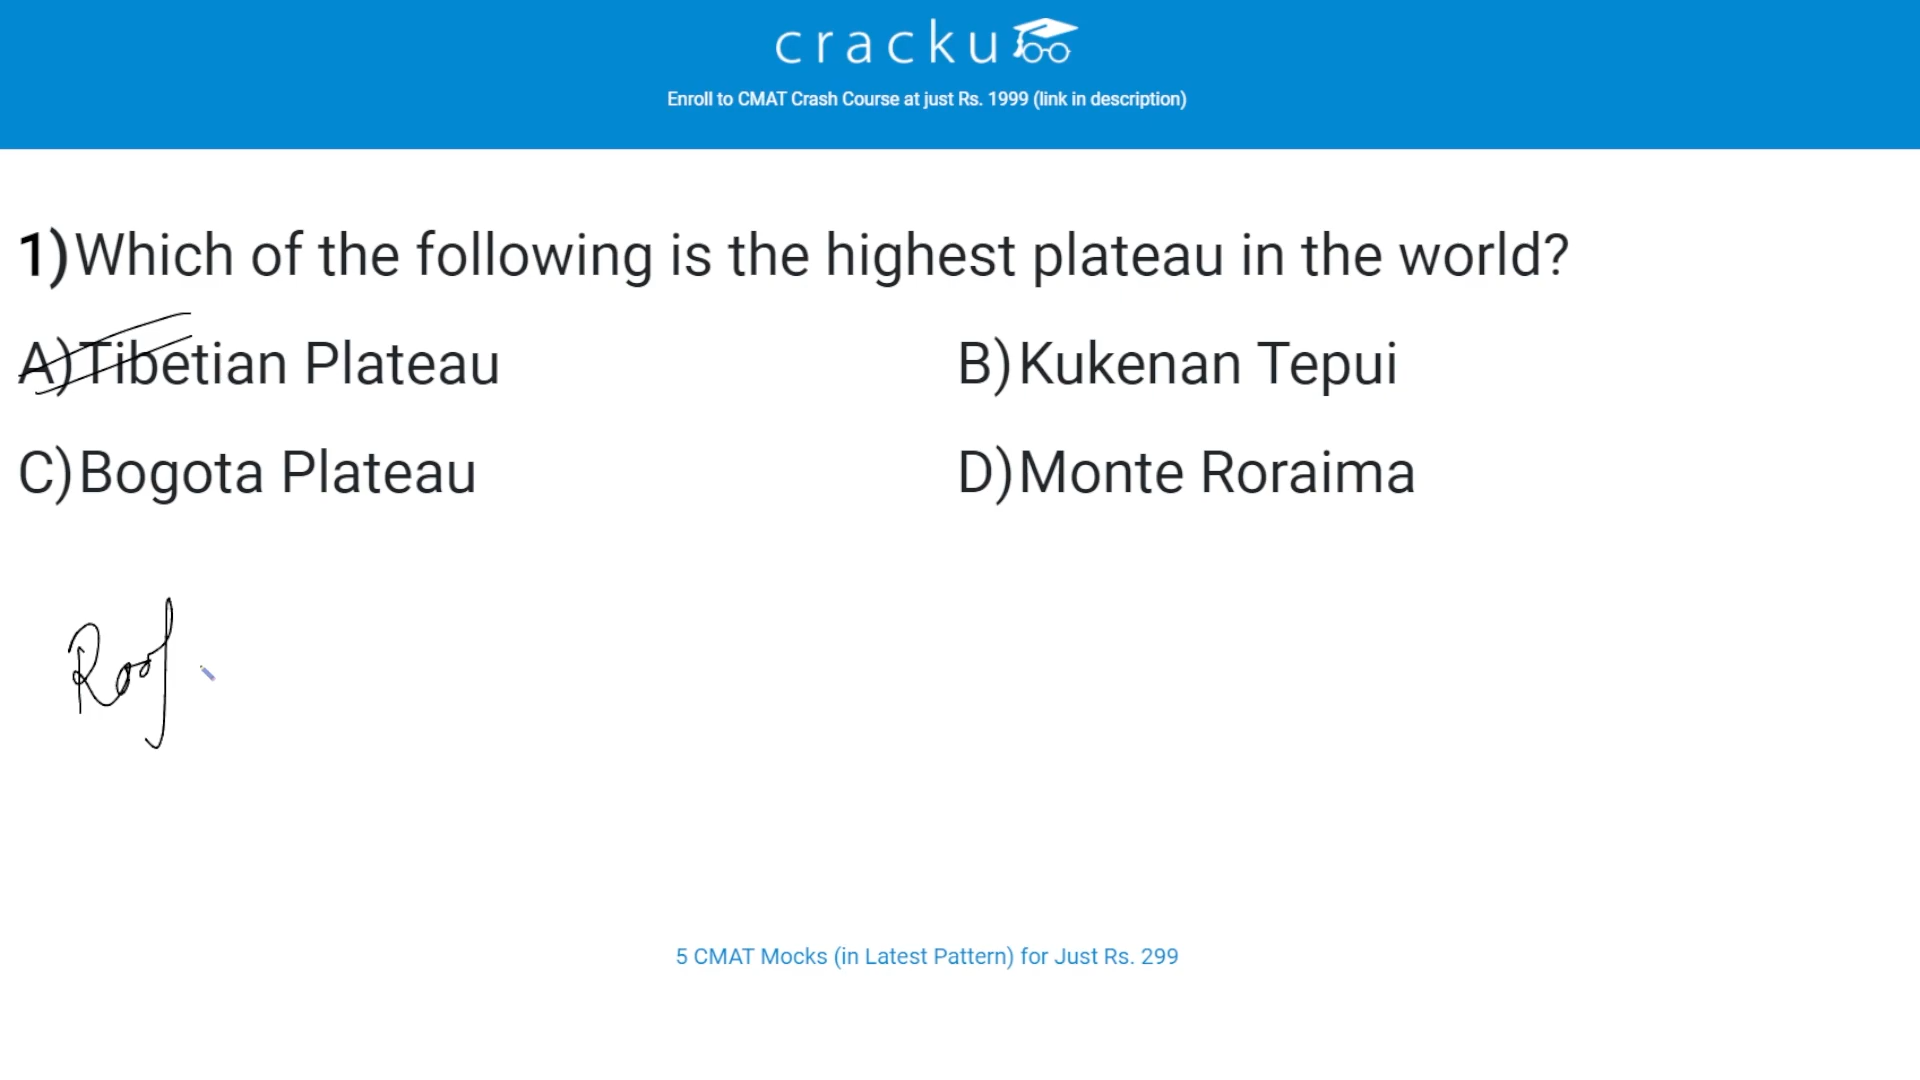 cracku
Enroll to CMAT Crash Course at just Rs. 1999 (link in description)
1) Which of the following is the highest plateau in the world?
A) Tibetian Plateau
B) Kukenan Tepui
C) Bogota Plateau
D) Monte Roraima
Roof
5 CMAT Mocks (in Latest Pattern) for Just Rs. 299